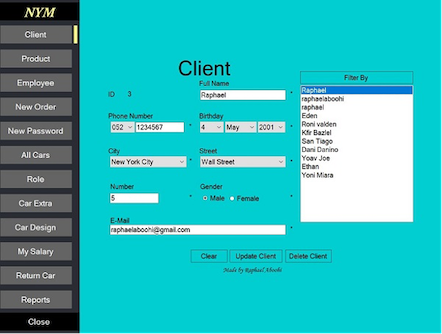 NYM
Client
Product
Employee
New Order
New Password
All Cars
Role
Car Extra
Car Design
My Salary
Return Car
Reports
Close
Client
ID 3
Full Name
Raphael *
Phone Number
052 1234567 *
Birthday
4 May 2001 *
City
New York City
Street
Wall Street *
Number
5 *
Gender
Male Female *
E-Mail
raphaelaboohi@gmail.com *
Clear Update Client Delete Client
Made by Raphael Aboohi
Filter By
Raphael
raphaelaboohi
raphael
Eden
Roni valden
Kfir Baziel
San Tiago
Dani Danino
Yoav Joe
Ethan
Yoni Miara